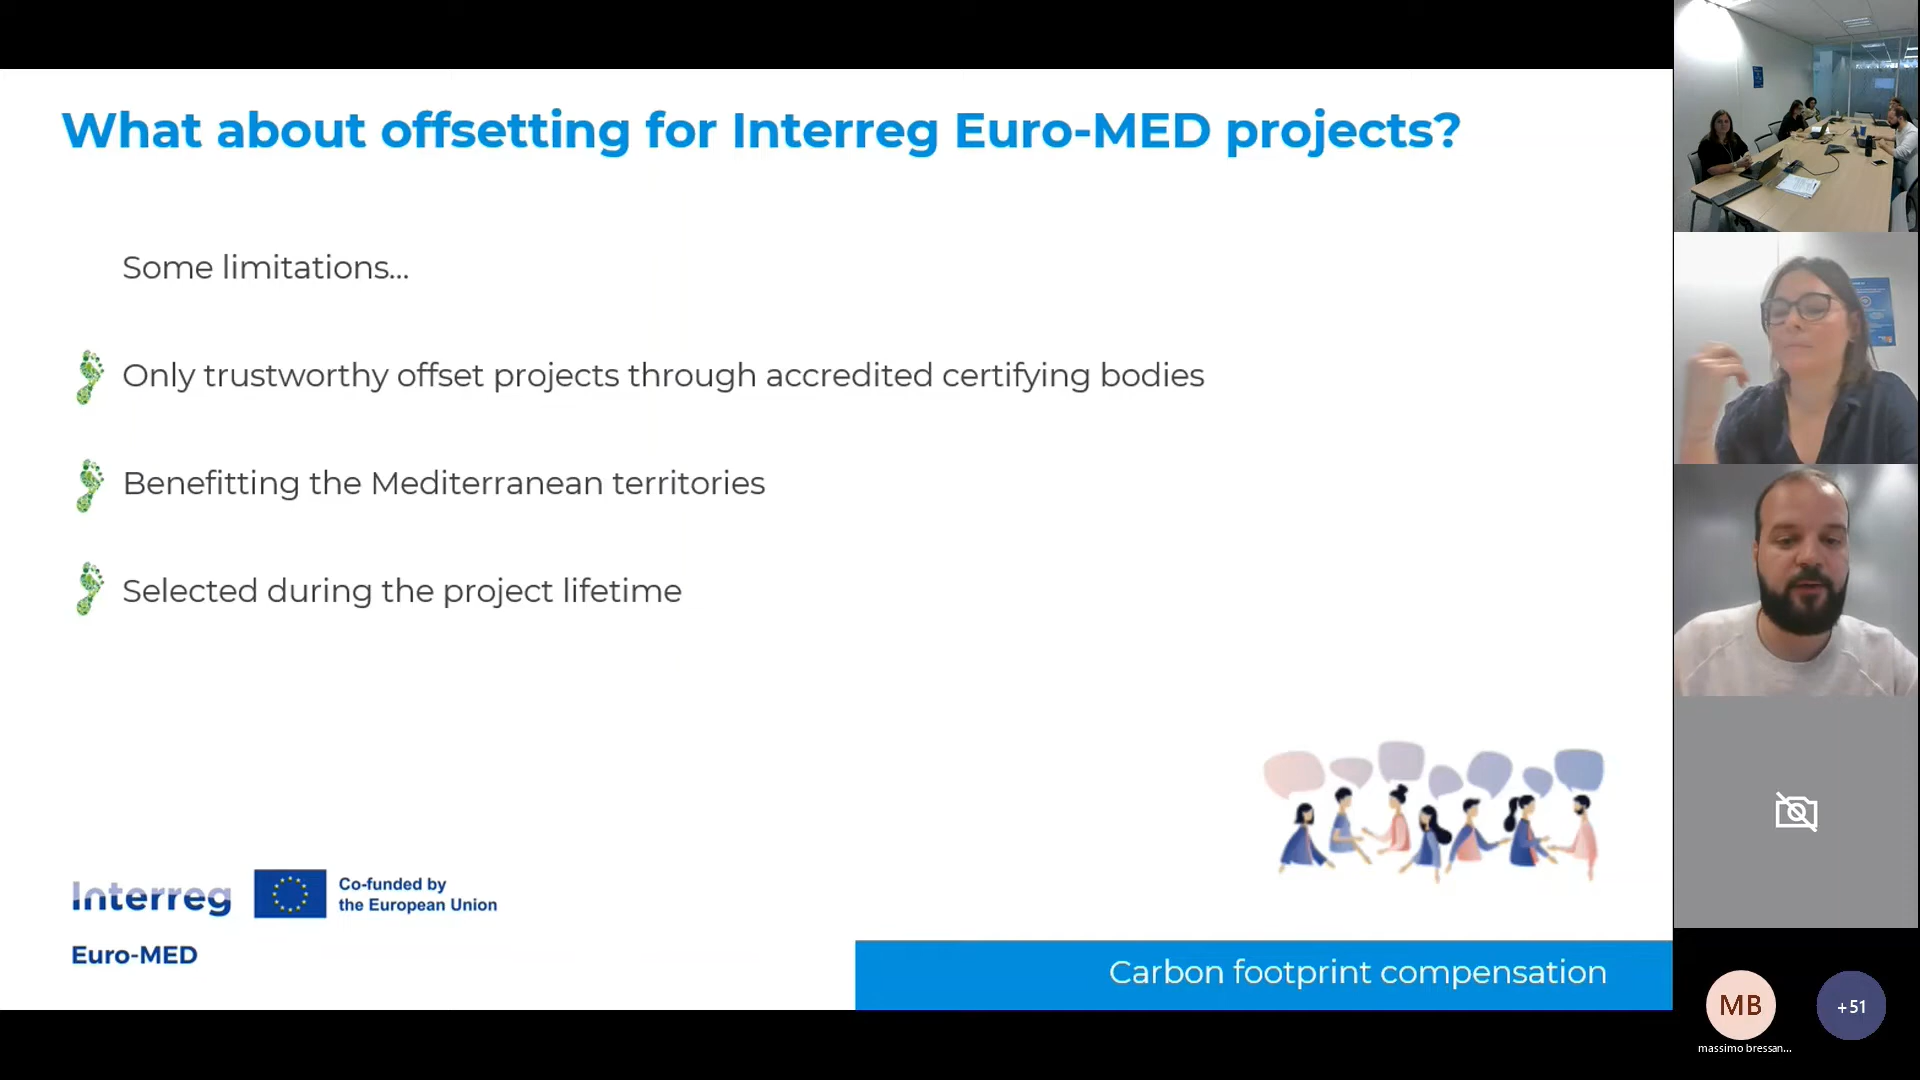 What about offsetting for Interreg Euro-MED projects?
Some limitations...
Only trustworthy offset projects through accredited certifying bodies
Benefitting the Mediterranean territories
Selected during the project lifetime
Interreg
Co-funded by
the European Union
Euro-MED
Carbon footprint compensation
MB
+51
massimo bressan...